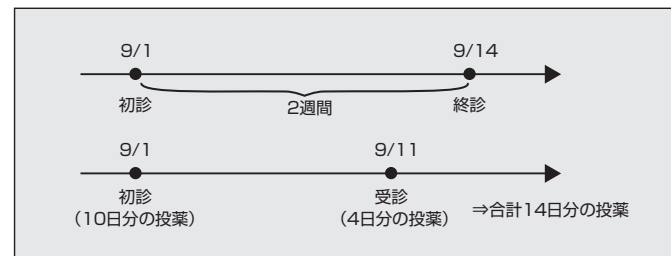 9/1 9/14
初診 2週間 終診
9/1 9/11
初診 受診 ⇒合計14日分の投薬
（10日分の投薬） （4日分の投薬）